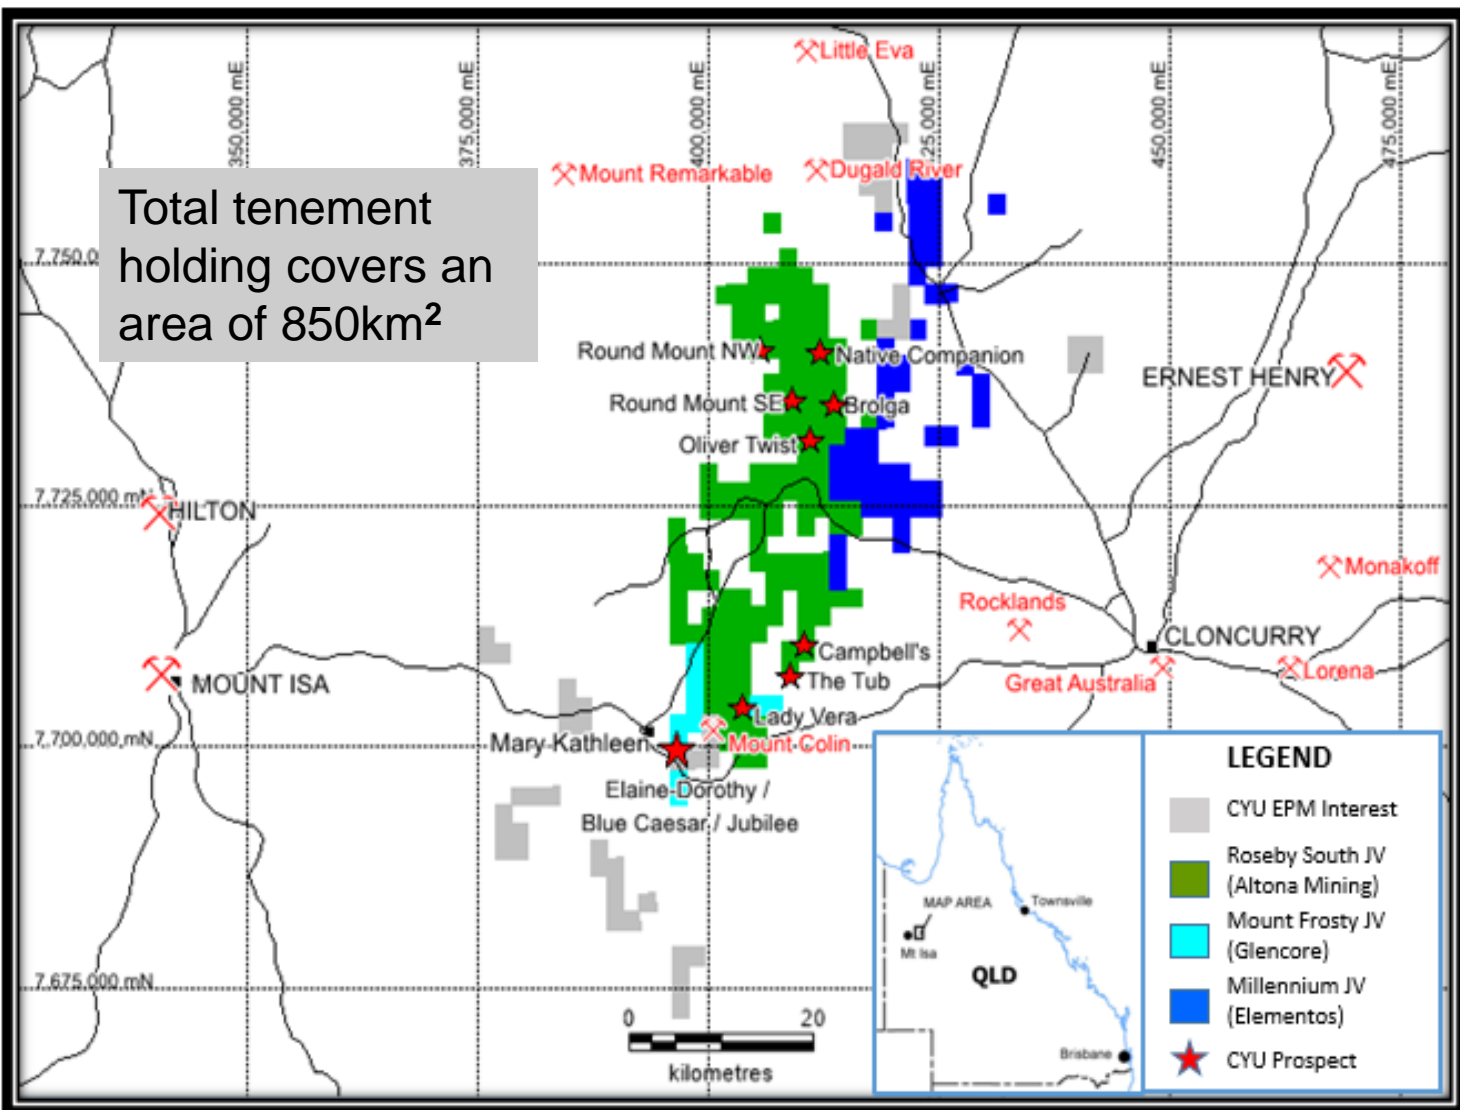 Little Eva
350,000 mE
375,000 mE
400,000 mE
425,000 mE
450,000 mE
475,000 mE
Mount Remarkable
Dugald River
Total tenement
holding covers an
area of 850km²
7.750.0
Round Mount NW
Native Companion
ERNEST HENRY
Round Mount SE
Brolga
Oliver Twist
7.725.000 mN
HILTON
Monakoff
Rocklands
CLONCURRY
Campbell's
The Tub
Great Australia
Lorena
MOUNT ISA
Lady Vera
7.700.000 mN
Mary Kathleen
Mount Colin
Elaine-Dorothy /
Blue Caesar / Jubilee
7.675.000 mN
0 20
kilometres
MAP AREA
Townsville
Mt Isa
QLD
Brisbane
LEGEND
CYU EPM Interest
Roseby South JV
(Altona Mining)
Mount Frosty JV
(Glencore)
Millennium JV
(Elementos)
CYU Prospect